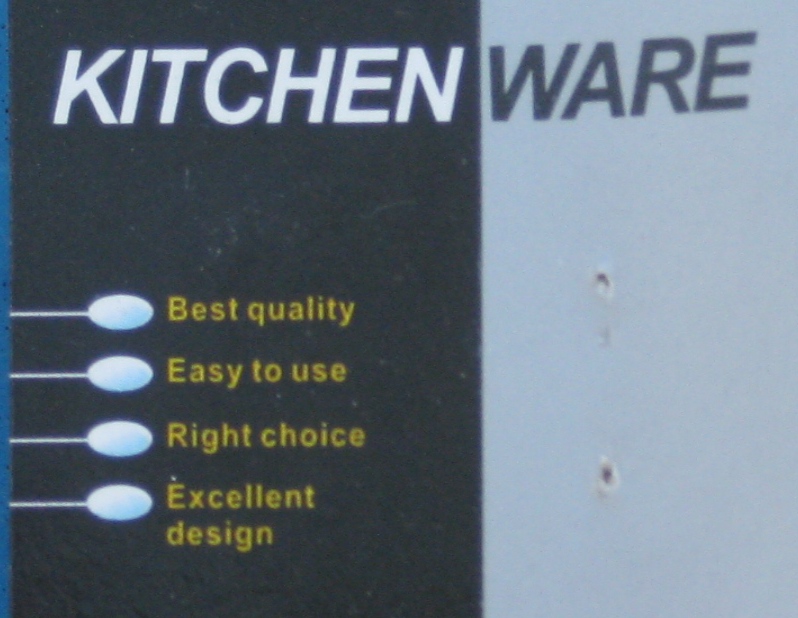 KITCHENWARE
Best quality
Easy to use
Right choice
Excellent
design